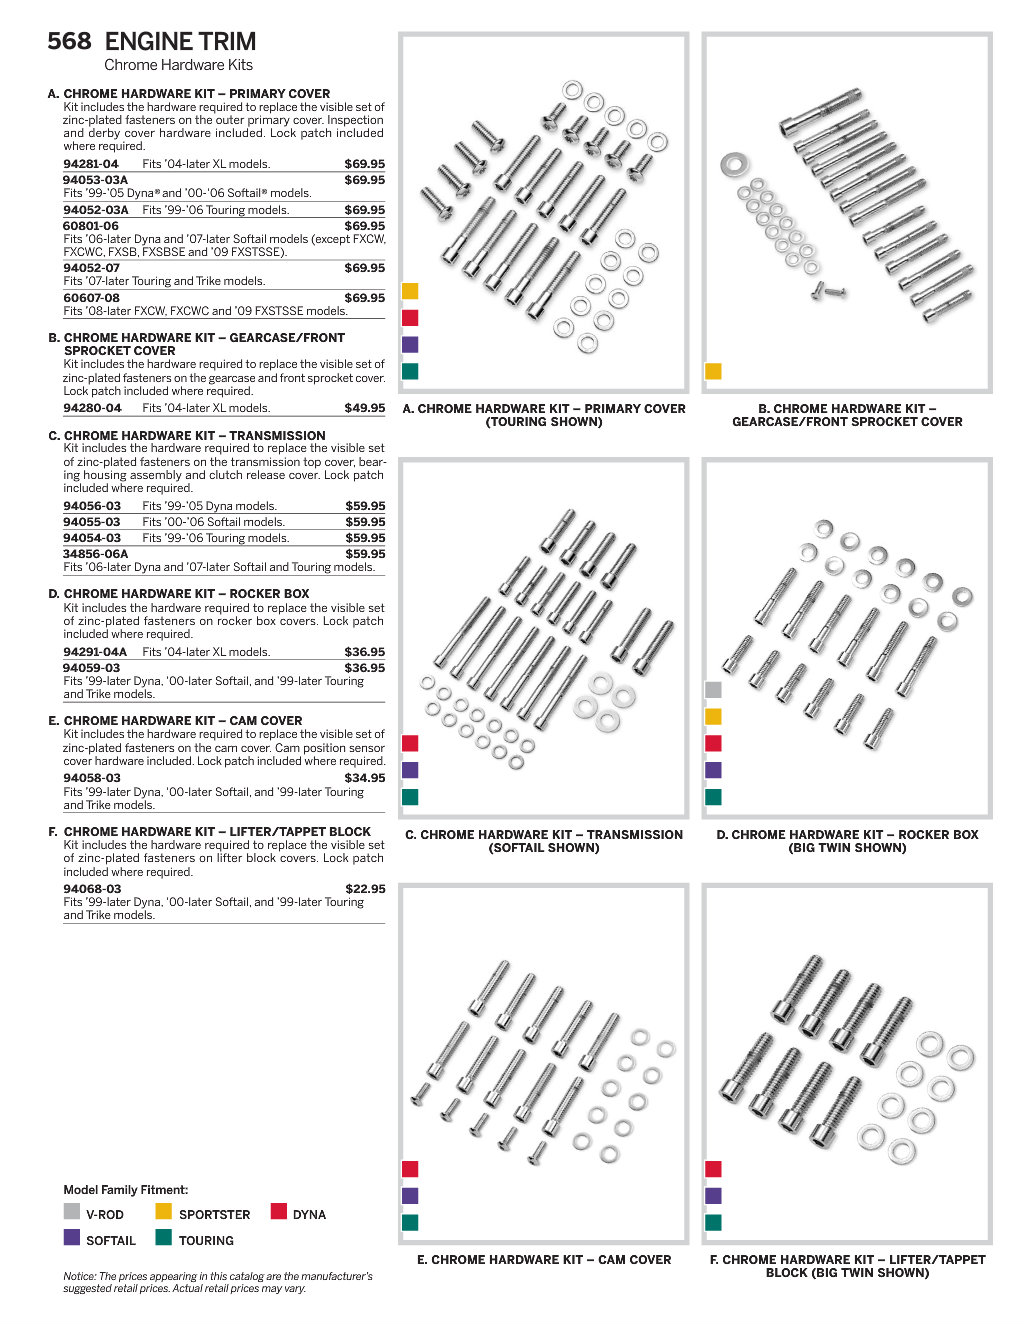 568 ENGINE TRIM
Chrome Hardware Kits
A. CHROME HARDWARE KIT – PRIMARY COVER
Kit includes the hardware required to replace the visible set of
zinc-plated fasteners on the outer primary cover. Inspection
and derby cover hardware included. Lock patch included
where required.
94281-04 Fits ’04-later XL models. $69.95
94053-03A $69.95
Fits ’99-’05 Dyna® and ’00-’06 Softail® models.
94052-03A Fits ’99-’06 Touring models. $69.95
60801-06 $69.95
Fits ’06-later Dyna and ’07-later Softail models (except FXCW,
FXCWC, FXSB, FXSBSE and ’09 FXSTSSE).
94052-07 $69.95
Fits ’07-later Touring and Trike models.
60607-08 $69.95
Fits ’08-later FXCW, FXCWC and ’09 FXSTSSE models.
B. CHROME HARDWARE KIT – GEARCASE/FRONT
SPROCKET COVER
Kit includes the hardware required to replace the visible set of
zinc-plated fasteners on the gearcase and front sprocket cover.
Lock patch included where required.
94280-04 Fits ’04-later XL models. $49.95
C. CHROME HARDWARE KIT – TRANSMISSION
Kit includes the hardware required to replace the visible set
of zinc-plated fasteners on the transmission top cover, bear-
ing housing assembly and clutch release cover. Lock patch
included where required.
94056-03 Fits ’99-’05 Dyna models. $59.95
94055-03 Fits ’00-’06 Softail models. $59.95
94054-03 Fits ’99-’06 Touring models. $59.95
34856-06A $59.95
Fits ’06-later Dyna and ’07-later Softail and Touring models.
D. CHROME HARDWARE KIT – ROCKER BOX
Kit includes the hardware required to replace the visible set
of zinc-plated fasteners on rocker box covers. Lock patch
included where required.
94291-04A Fits ’04-later XL models. $36.95
94059-03 $36.95
Fits ’99-later Dyna, ’00-later Softail, and ’99-later Touring
and Trike models.
E. CHROME HARDWARE KIT – CAM COVER
Kit includes the hardware required to replace the visible set of
zinc-plated fasteners on the cam cover. Cam position sensor
cover hardware included. Lock patch included where required.
94058-03 $34.95
Fits ’99-later Dyna, ’00-later Softail, and ’99-later Touring
and Trike models.
F. CHROME HARDWARE KIT – LIFTER/TAPPET BLOCK
Kit includes the hardware required to replace the visible set
of zinc-plated fasteners on lifter block covers. Lock patch
included where required.
94068-03 $22.95
Fits ’99-later Dyna, ’00-later Softail, and ’99-later Touring
and Trike models.
A. CHROME HARDWARE KIT – PRIMARY COVER
(TOURING SHOWN)
B. CHROME HARDWARE KIT –
GEARCASE/FRONT SPROCKET COVER
C. CHROME HARDWARE KIT – TRANSMISSION
(SOFTAIL SHOWN)
D. CHROME HARDWARE KIT – ROCKER BOX
(BIG TWIN SHOWN)
E. CHROME HARDWARE KIT – CAM COVER
F. CHROME HARDWARE KIT – LIFTER/TAPPET
BLOCK (BIG TWIN SHOWN)
Model Family Fitment:
V-ROD SPORTSTER DYNA
SOFTAIL TOURING
Notice: The prices appearing in this catalog are the manufacturer’s
suggested retail prices. Actual retail prices may vary.